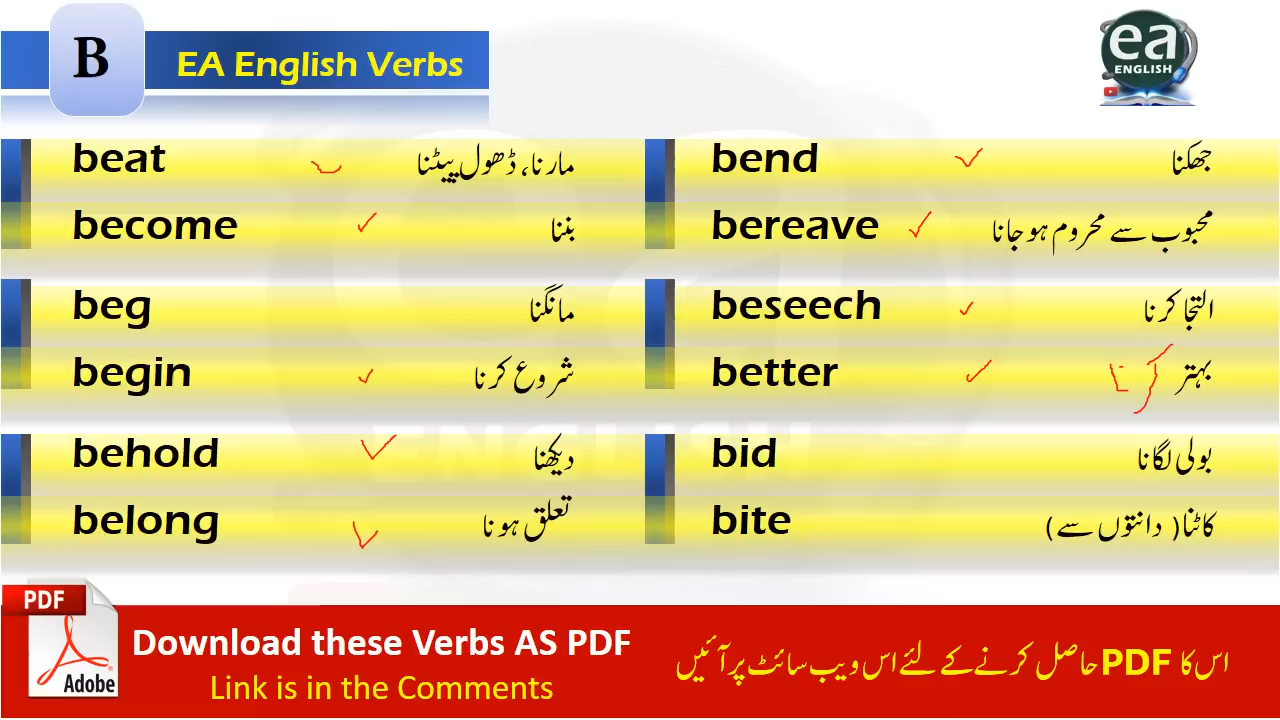 B
EA English Verbs
ea
ENGLISH
beat مارنا، ڈھول پیٹنا
become بننا
beg مانگنا
begin شروع کرنا
behold دیکھنا
belong تعلق ہونا
bend جھکنا
bereave محبوب سے محروم ہوجانا
beseech التجا کرنا
better بہتر کرنا
bid بولی لگانا
bite کاٹنا ( دانتوں سے )
PDF
Adobe
Download these Verbs AS PDF
Link is in the Comments
اس کا PDF حاصل کرنے کے لئے اس ویب سائٹ پر آئیں